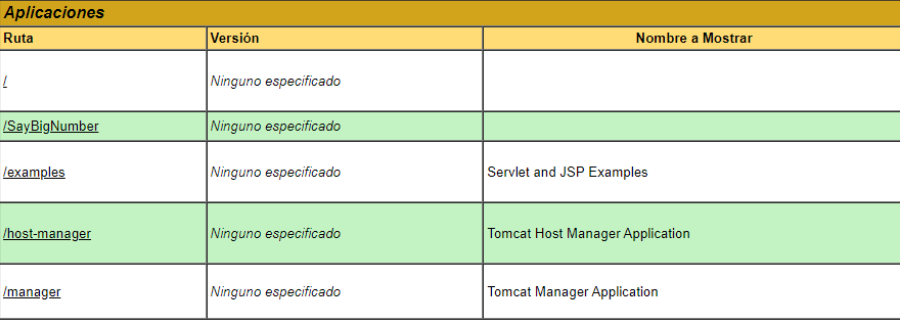 Aplicaciones
Ruta Versión Nombre a Mostrar
/ Ninguno especificado
/SayBigNumber Ninguno especificado
/examples Ninguno especificado Servlet and JSP Examples
/host-manager Ninguno especificado Tomcat Host Manager Application
/manager Ninguno especificado Tomcat Manager Application